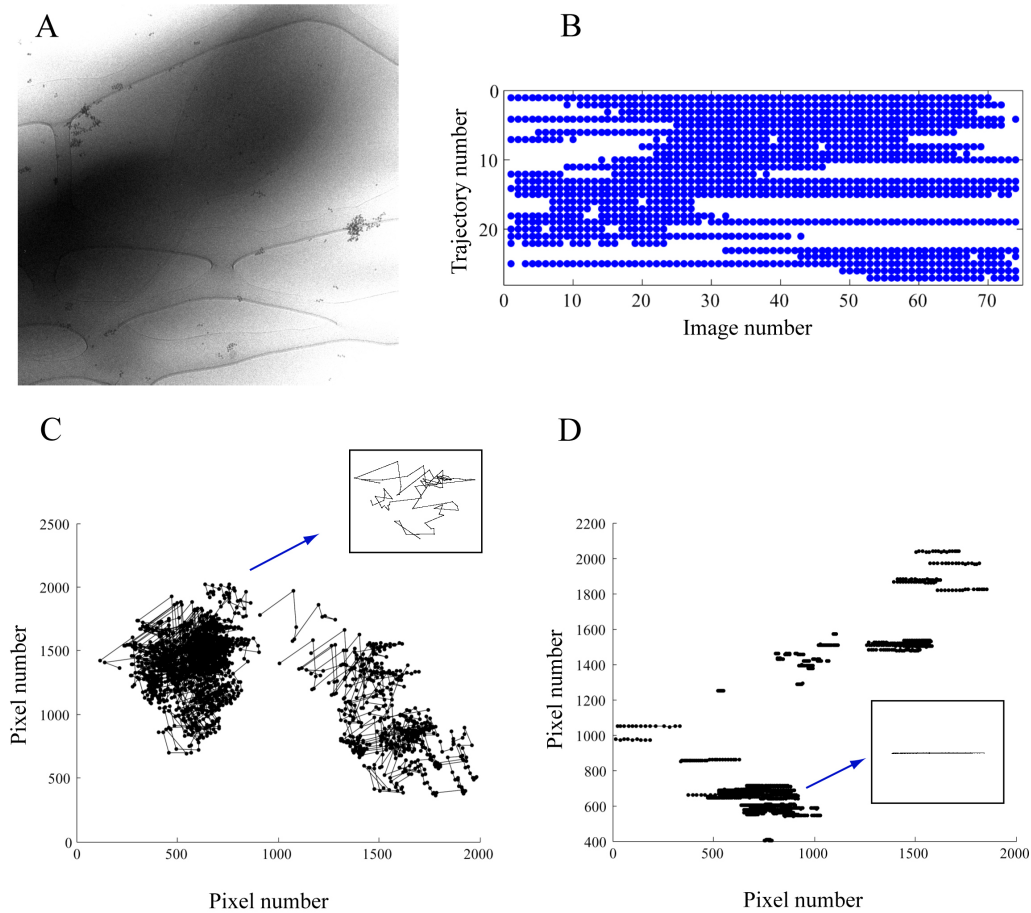 A
B
0
10
20
Trajectory number
0 10 20 30 40 50 60 70
Image number
C
D
2500
2000
1500
1000
500
0
Pixel number
0 500 1000 1500 2000
Pixel number
2200
2000
1800
1600
1400
1200
1000
800
600
400
Pixel number
0 500 1000 1500 2000
Pixel number